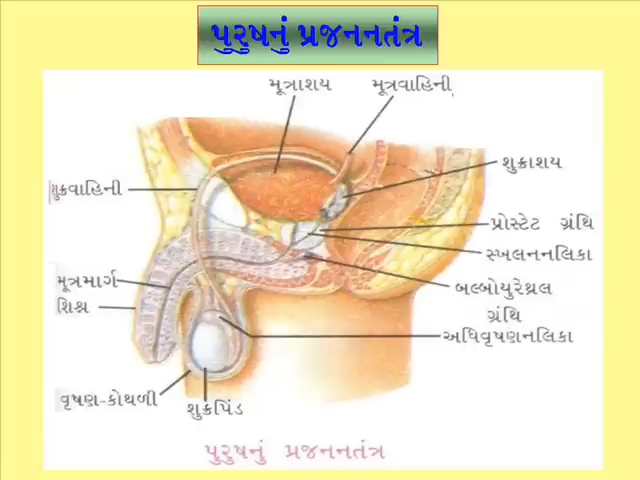 પુરુષનું પ્રજનનતંત્ર
મૂત્રાશય
મૂત્રવાહિની
શુક્રાશય
શુક્રવાહિની
પ્રોસ્ટેટ ગ્રંથિ
સ્ખલનનલિકા
મૂત્રમાર્ગ
શિશ્ન
બલ્બોયુરેથ્રલ
ગ્રંથિ
અધિવૃષણનલિકા
વૃષણ-કોથળી
શુક્રપિંડ
પુરુષનું પ્રજનનતંત્ર